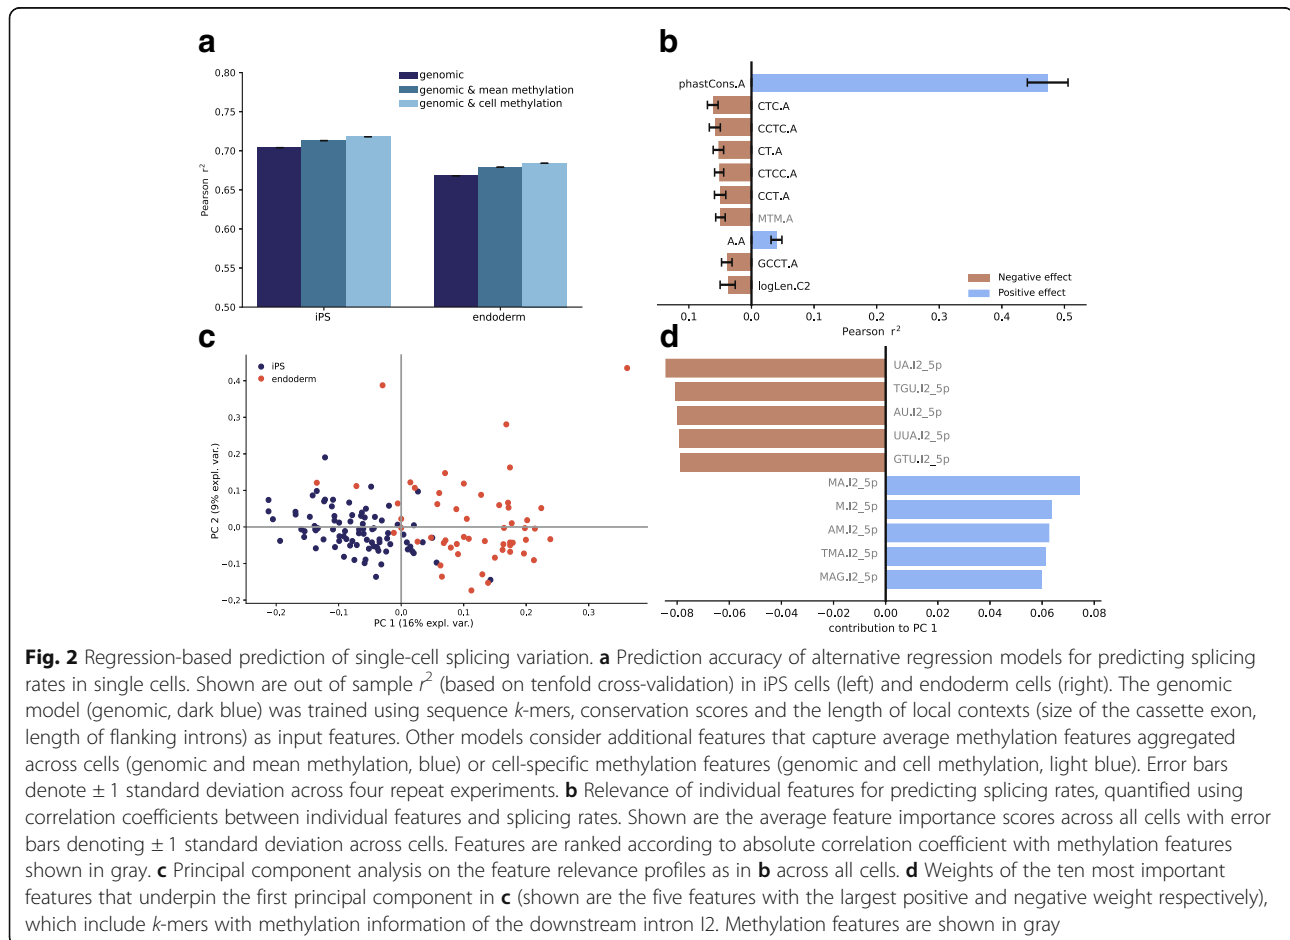 a
0.80
0.75
0.70
0.65
0.60
0.55
0.50
Pearson r²
genomic
genomic & mean methylation
genomic & cell methylation
iPS
endoderm
b
phastCons.A
CTC.A
CCTC.A
CT.A
CTCC.A
CCT.A
MTM.A
A.A
GCCT.A
logLen.C2
Negative effect
Positive effect
0.1 0.0 0.1 0.2 0.3 0.4 0.5
Pearson r²
c
iPS
endoderm
0.4
0.3
0.2
0.1
0.0
−0.1
−0.2
PC 2 (9% expl. var.)
−0.2 −0.1 0.0 0.1 0.2 0.3
PC 1 (16% expl. var.)
d
UA.I2_5p
TGU.I2_5p
AU.I2_5p
UUA.I2_5p
GTU.I2_5p
MA.I2_5p
M.I2_5p
AM.I2_5p
TMA.I2_5p
MAG.I2_5p
−0.08 −0.06 −0.04 −0.02 0.00 0.02 0.04 0.06 0.08
contribution to PC 1
Fig. 2 Regression-based prediction of single-cell splicing variation. a Prediction accuracy of alternative regression models for predicting splicing
rates in single cells. Shown are out of sample r² (based on tenfold cross-validation) in iPS cells (left) and endoderm cells (right). The genomic
model (genomic, dark blue) was trained using sequence k-mers, conservation scores and the length of local contexts (size of the cassette exon,
length of flanking introns) as input features. Other models consider additional features that capture average methylation features aggregated
across cells (genomic and mean methylation, blue) or cell-specific methylation features (genomic and cell methylation, light blue). Error bars
denote ± 1 standard deviation across four repeat experiments. b Relevance of individual features for predicting splicing rates, quantified using
correlation coefficients between individual features and splicing rates. Shown are the average feature importance scores across all cells with error
bars denoting ± 1 standard deviation across cells. Features are ranked according to absolute correlation coefficient with methylation features
shown in gray. c Principal component analysis on the feature relevance profiles as in b across all cells. d Weights of the ten most important
features that underpin the first principal component in c (shown are the five features with the largest positive and negative weight respectively),
which include k-mers with methylation information of the downstream intron I2. Methylation features are shown in gray